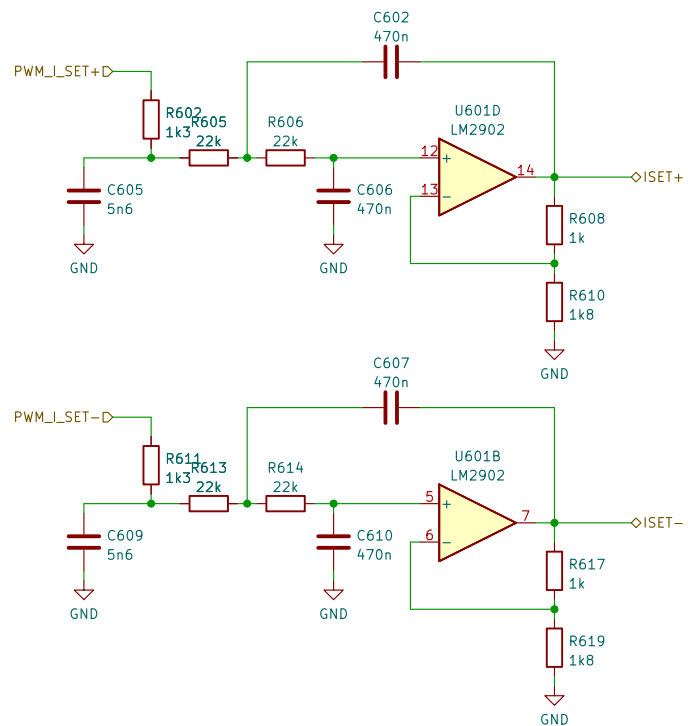 C602
470n
PWM_I_SET+
R602
1k3
R605
22k
R606
22k
U601D
LM2902
12
+
13
−
14
ISET+
C605
5n6
GND
C606
470n
GND
R608
1k
R610
1k8
GND
C607
470n
PWM_I_SET-
R611
1k3
R613
22k
R614
22k
U601B
LM2902
5
+
6
−
7
ISET-
C609
5n6
GND
C610
470n
GND
R617
1k
R619
1k8
GND